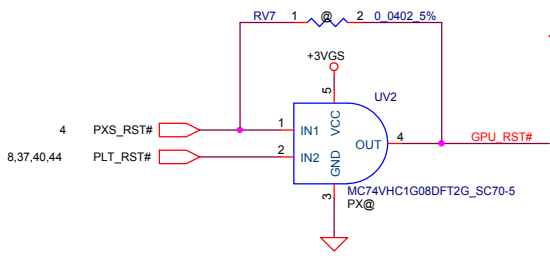 RV7 1 @ 2 0_0402_5%
+3VGS
5 UV2
4 PXS_RST# 1 IN1 VCC
OUT 4 GPU_RST#
8,37,40,44 PLT_RST# 2 IN2 GND
3 MC74VHC1G08DFT2G_SC70-5
PX@